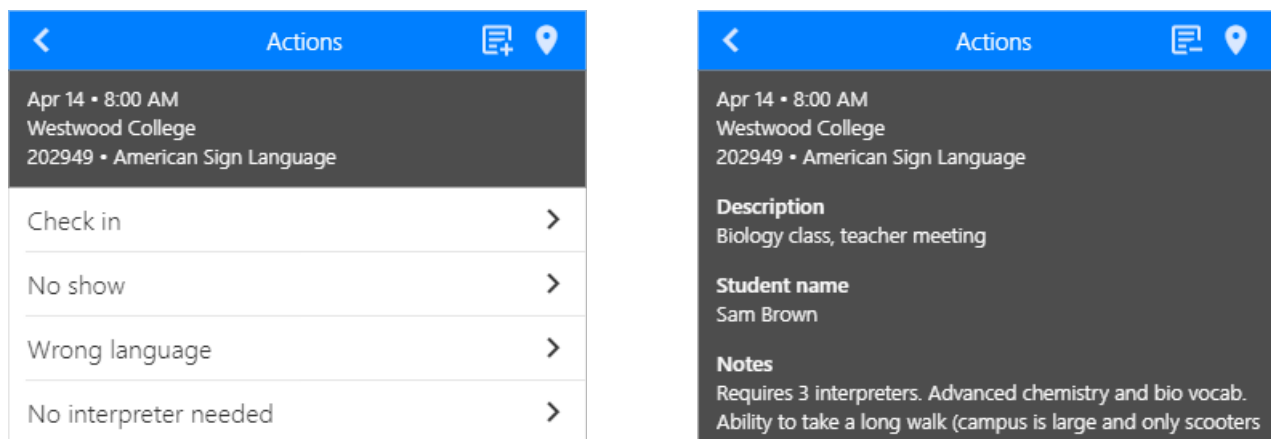 Actions
Apr 14 • 8:00 AM
Westwood College
202949 • American Sign Language
Check in
No show
Wrong language
No interpreter needed
Actions
Apr 14 • 8:00 AM
Westwood College
202949 • American Sign Language
Description
Biology class, teacher meeting
Student name
Sam Brown
Notes
Requires 3 interpreters. Advanced chemistry and bio vocab.
Ability to take a long walk (campus is large and only scooters